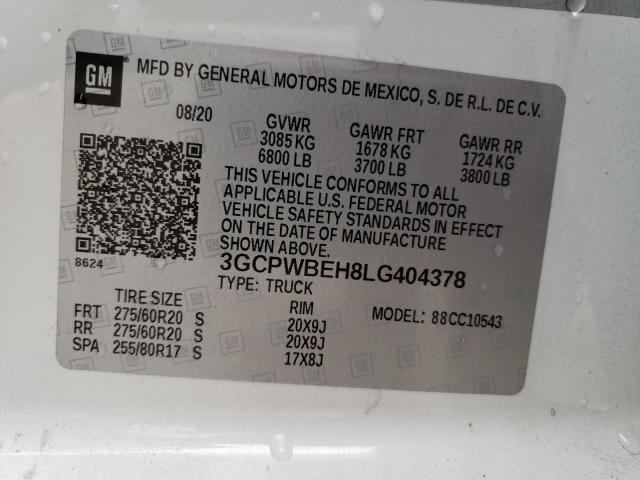 GM
MFD BY GENERAL MOTORS DE MEXICO, S. DE R.L. DE C.V.
08/20
GVWR GAWR FRT GAWR RR
3085 KG 1678 KG 1724 KG
6800 LB 3700 LB 3800 LB
THIS VEHICLE CONFORMS TO ALL
APPLICABLE U.S. FEDERAL MOTOR
VEHICLE SAFETY STANDARDS IN EFFECT
ON THE DATE OF MANUFACTURE
SHOWN ABOVE.
8624
3GCPWBEH8LG404378
TYPE: TRUCK
TIRE SIZE RIM
MODEL: 88CC10543
FRT 275/60R20 S 20X9J
RR 275/60R20 S 20X9J
SPA 255/80R17 S 17X8J